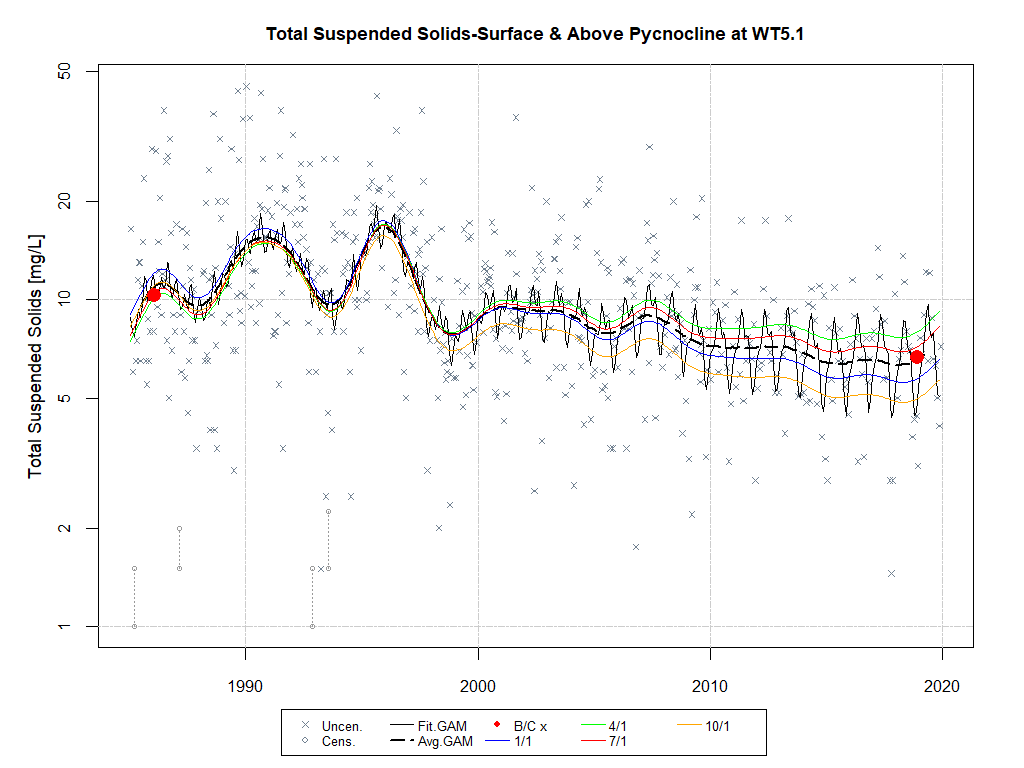 Total Suspended Solids-Surface & Above Pycnocline at WT5.1
Total Suspended Solids [mg/L]
50
20
10
5
2
1
1990 2000 2010 2020
Uncen. Fit.GAM B/C x 4/1 10/1
Cens. Avg.GAM 1/1 7/1